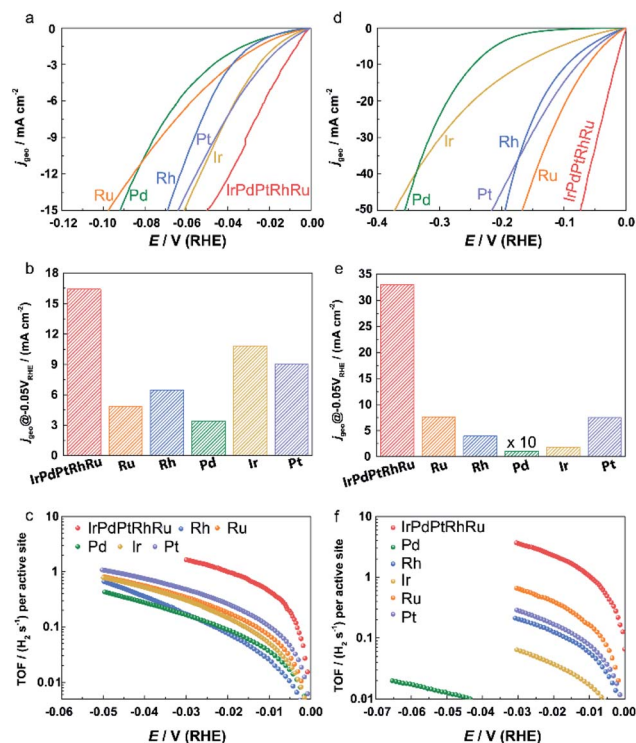 a
0
-3
-6
-9
-12
-15
j_geo / mA cm⁻²
Ru
Pd
Rh
Pt
Ir
IrPdPtRhRu
-0.12 -0.10 -0.08 -0.06 -0.04 -0.02 0.00
E / V (RHE)
d
0
-10
-20
-30
-40
-50
j_geo / mA cm⁻²
Ir
Pd
Rh
Pt
Ru
IrPdPtRhRu
-0.4 -0.3 -0.2 -0.1 0.0
E / V (RHE)
b
18
15
12
9
6
3
0
j_geo@-0.05V_RHE / (mA cm⁻²)
IrPdPtRhRu Ru Rh Pd Ir Pt
e
35
30
25
20
15
10
5
0
j_geo@-0.05V_RHE / (mA cm⁻²)
x 10
IrPdPtRhRu Ru Rh Pd Ir Pt
c
10
1
0.1
0.01
TOF / (H₂ s⁻¹) per active site
IrPdPtRhRu Rh Ru
Pd Ir Pt
-0.06 -0.05 -0.04 -0.03 -0.02 -0.01 0.00
E / V (RHE)
f
10
1
0.1
0.01
TOF / (H₂ s⁻¹) per active site
IrPdPtRhRu
Pd
Rh
Ir
Ru
Pt
-0.07 -0.06 -0.05 -0.04 -0.03 -0.02 -0.01 0.00
E / V (RHE)